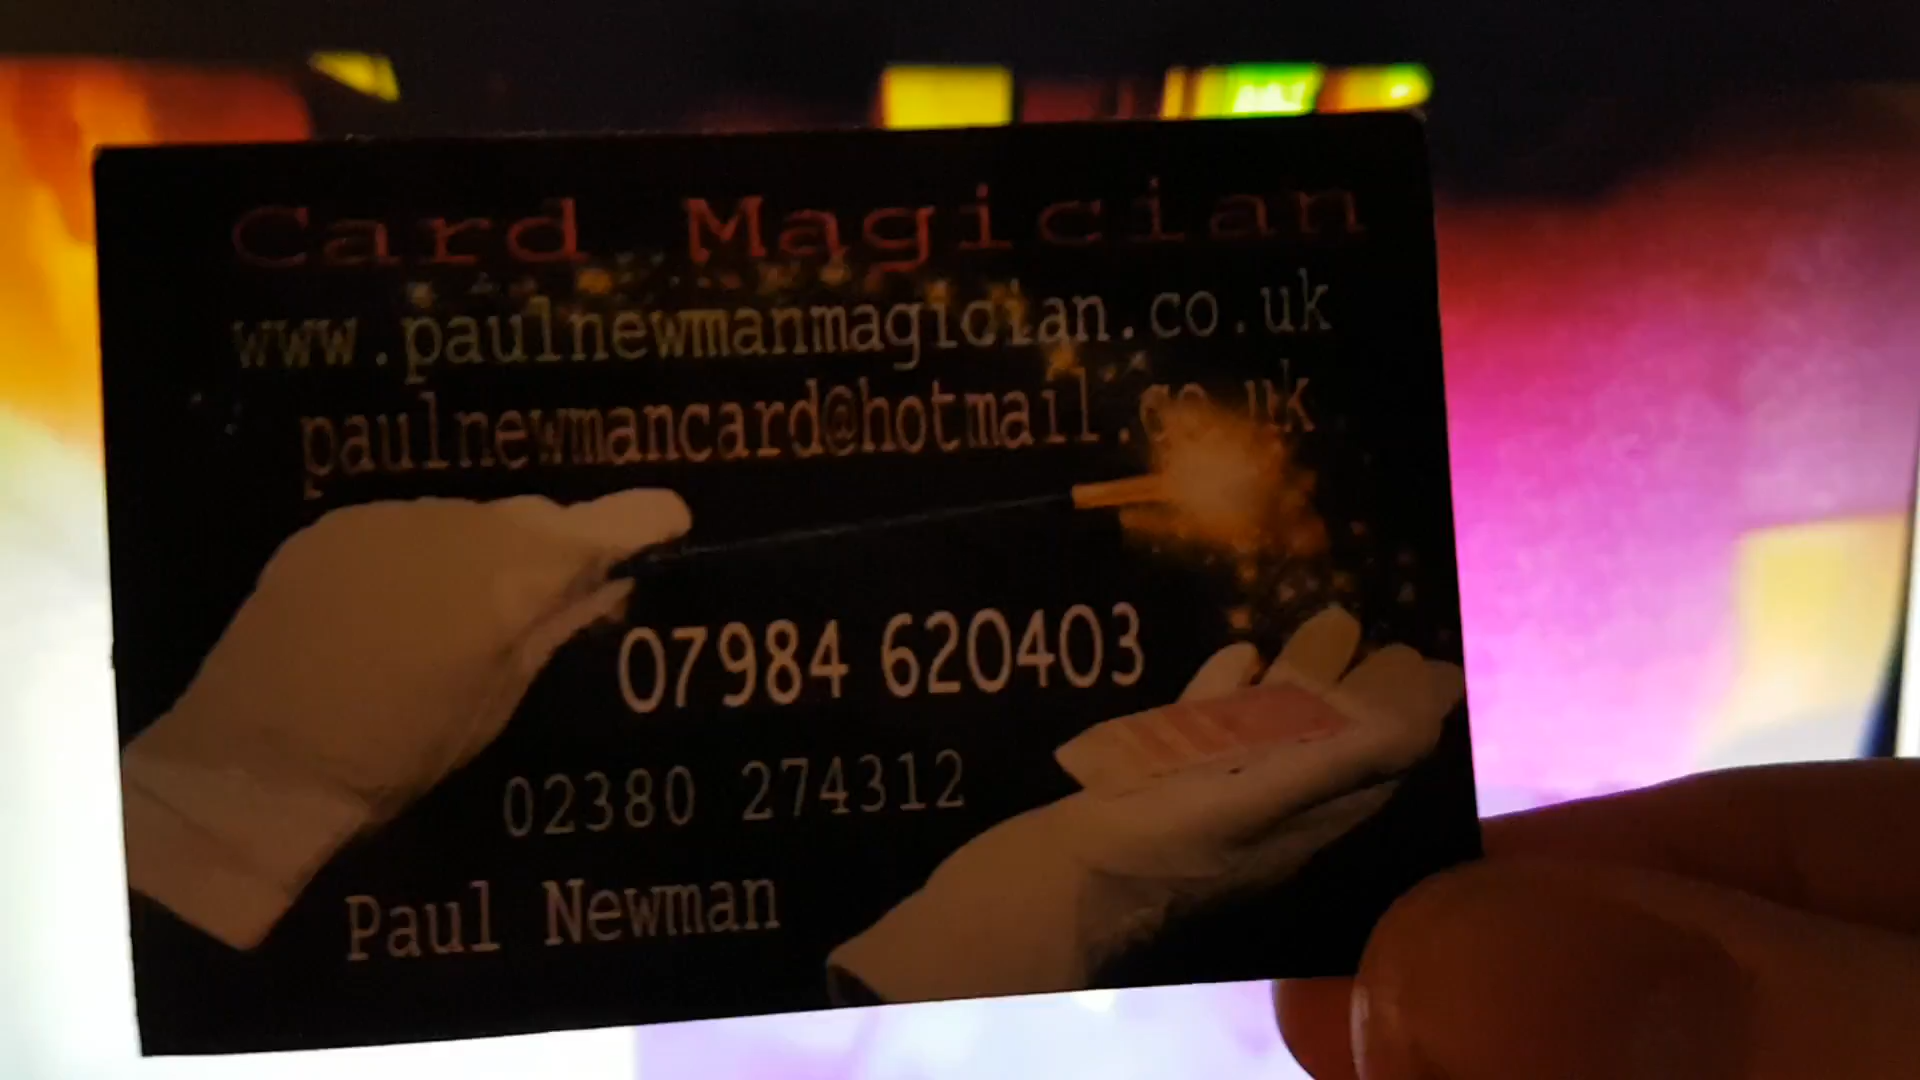 Card Magician
www.paulnewmanmagician.co.uk
paulnewmancard@hotmail.co.uk
07984 620403
02380 274312
Paul Newman